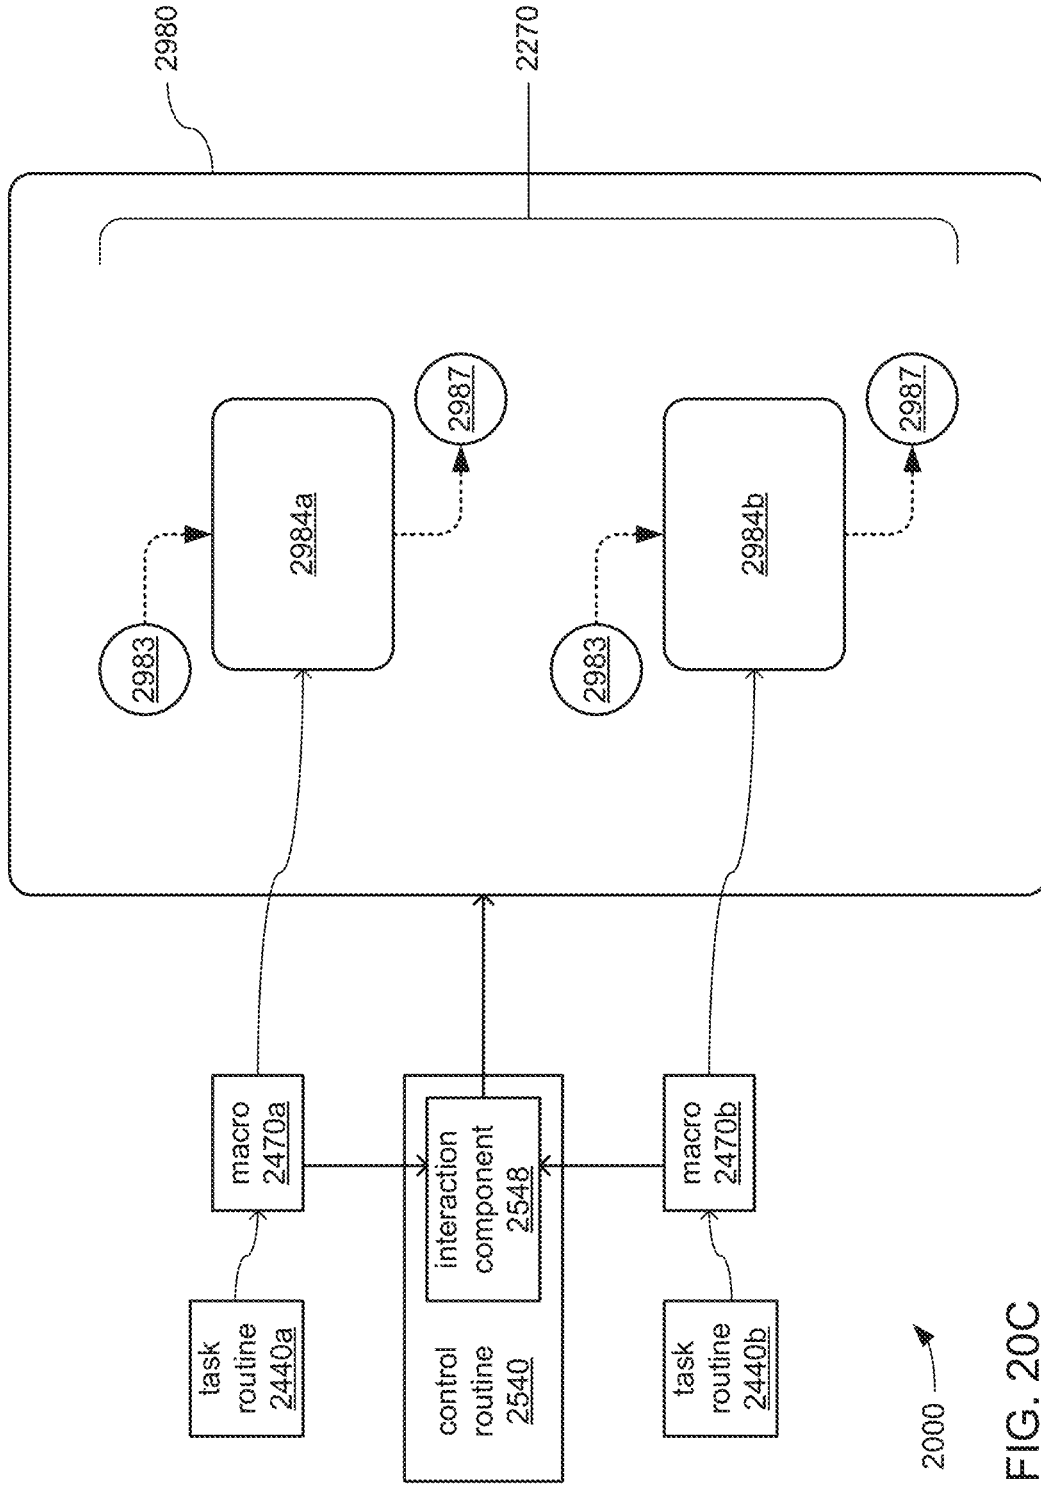 task
routine
2440a
macro
2470a
2983
2984a
2987
2980
control
routine
2540
interaction
component
2548
2270
task
routine
2440b
macro
2470b
2983
2984b
2987
2000
FIG. 20C